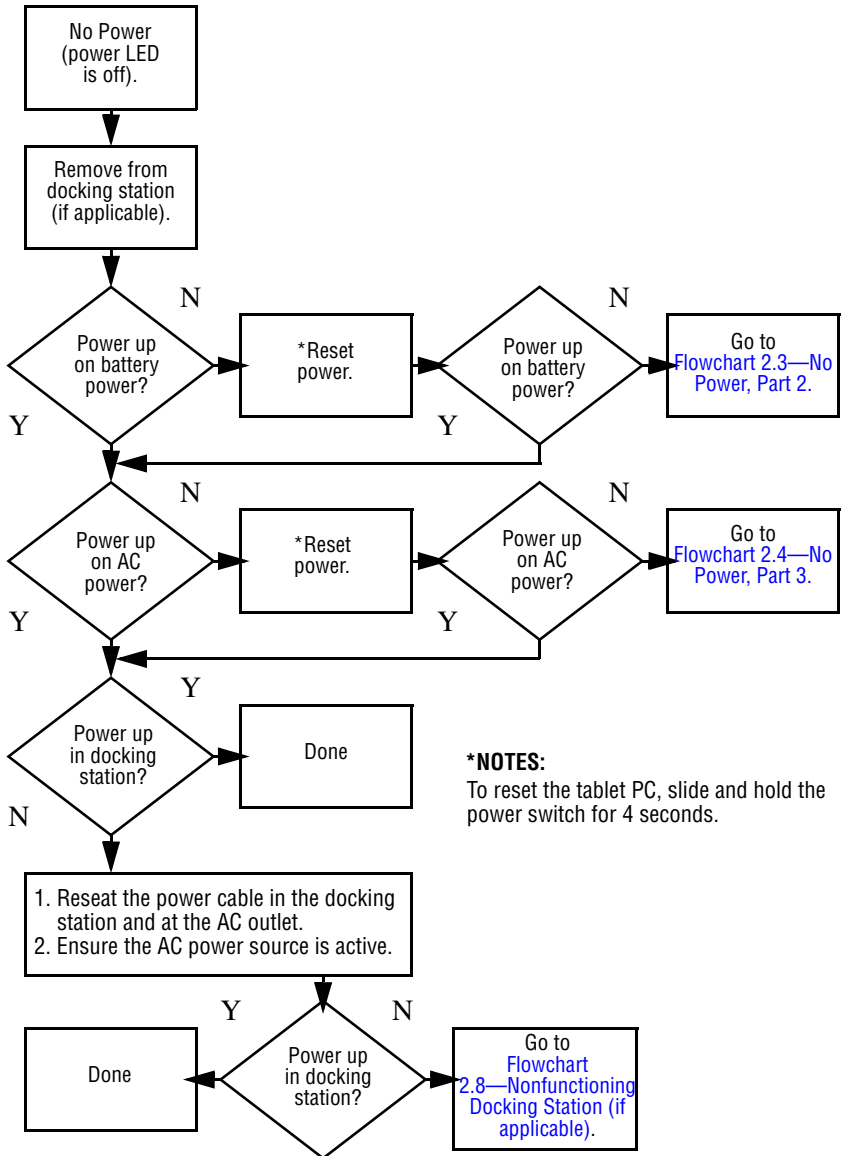 No Power
(power LED
is off).
Remove from
docking station
(if applicable).
N
N
Power up
on battery
power?
*Reset
power.
Power up
on battery
power?
Go to
Flowchart 2.3—No
Power, Part 2.
Y
Y
N
N
Power up
on AC
power?
*Reset
power.
Power up
on AC
power?
Go to
Flowchart 2.4—No
Power, Part 3.
Y
Y
Y
Power up
in docking
station?
Done
*NOTES:
To reset the tablet PC, slide and hold the
power switch for 4 seconds.
N
1. Reseat the power cable in the docking
station and at the AC outlet.
2. Ensure the AC power source is active.
Y
N
Done
Power up
in docking
station?
Go to
Flowchart
2.8—Nonfunctioning
Docking Station (if
applicable).